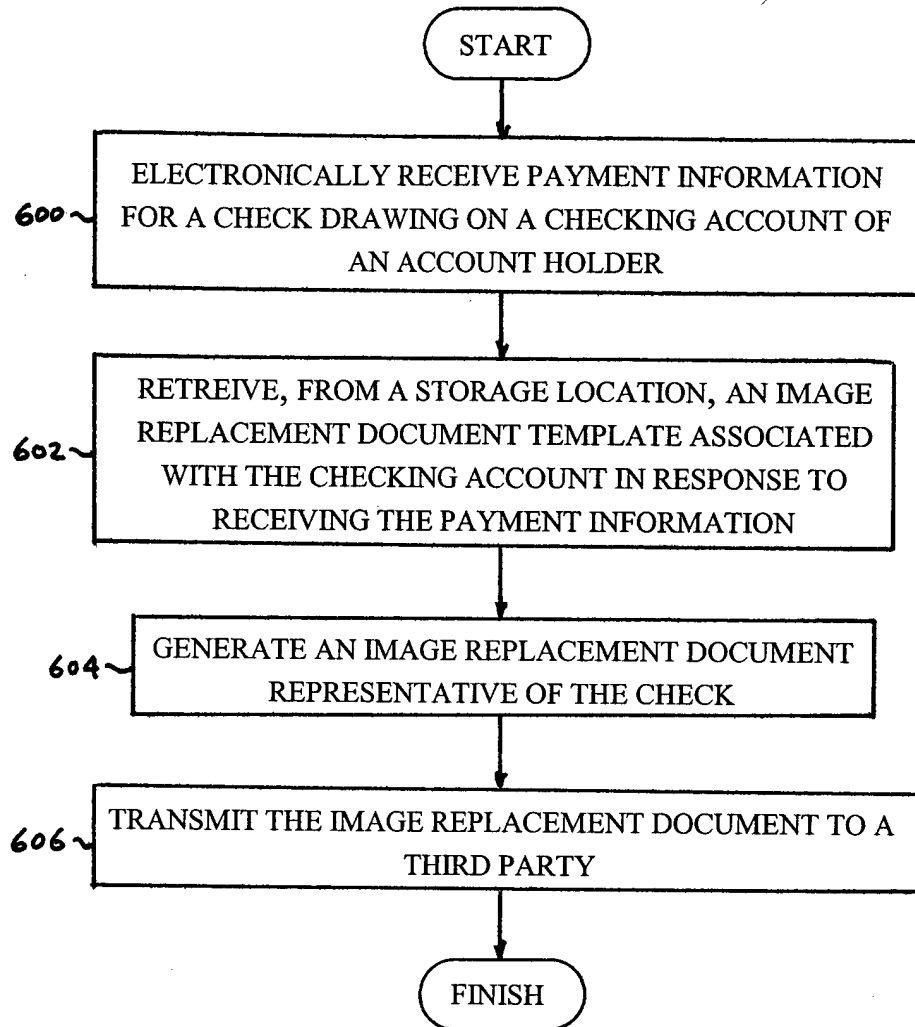 START
ELECTRONICALLY RECEIVE PAYMENT INFORMATION
600~ FOR A CHECK DRAWING ON A CHECKING ACCOUNT OF
AN ACCOUNT HOLDER
RETREIVE, FROM A STORAGE LOCATION, AN IMAGE
602~ REPLACEMENT DOCUMENT TEMPLATE ASSOCIATED
WITH THE CHECKING ACCOUNT IN RESPONSE TO
RECEIVING THE PAYMENT INFORMATION
604~ GENERATE AN IMAGE REPLACEMENT DOCUMENT
REPRESENTATIVE OF THE CHECK
606~ TRANSMIT THE IMAGE REPLACEMENT DOCUMENT TO A
THIRD PARTY
FINISH